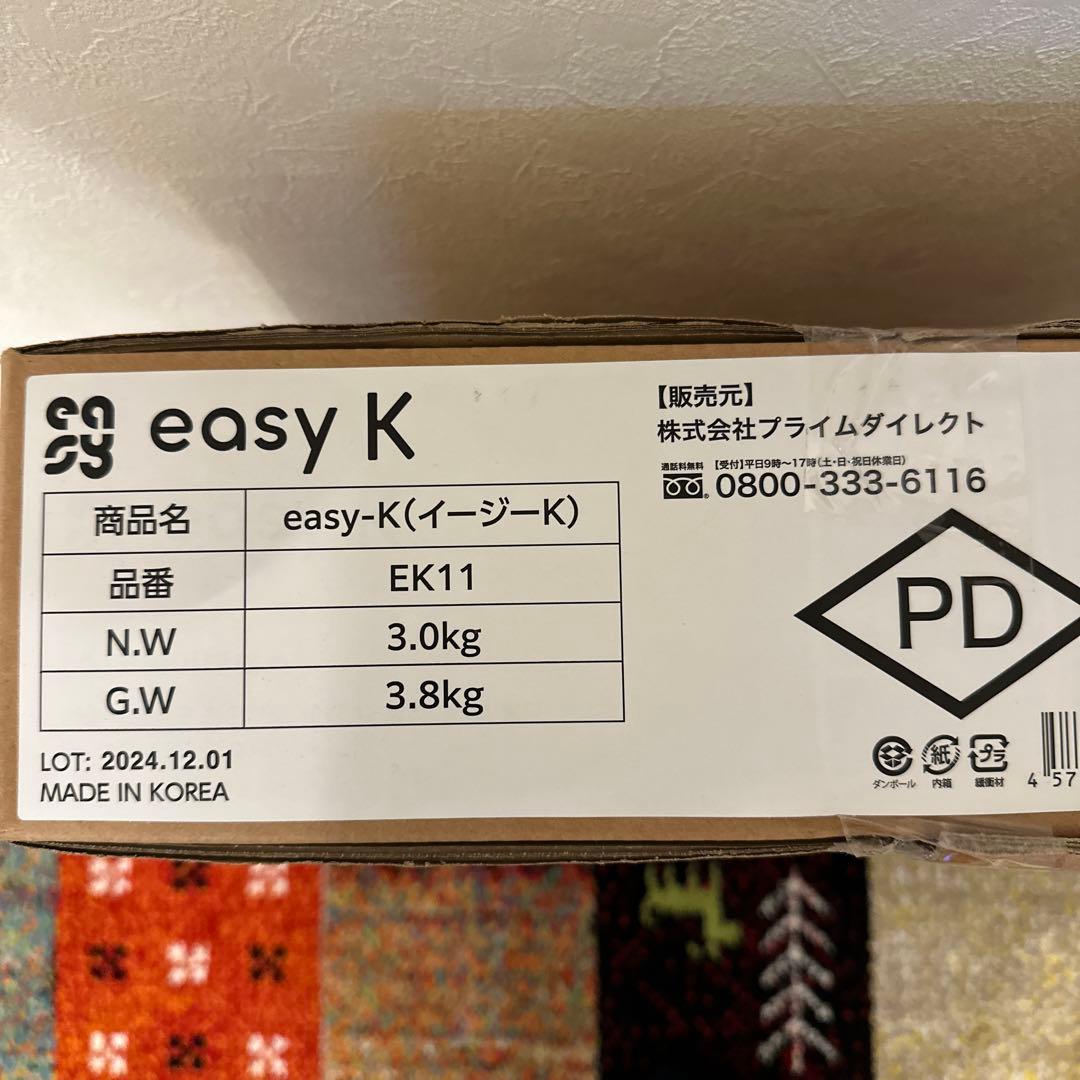 easy
easy K
商品名 easy-K(イージーK)
品番 EK11
N.W 3.0kg
G.W 3.8kg
LOT: 2024.12.01
MADE IN KOREA
【販売元】
株式会社プライムダイレクト
通話料無料 【受付】平日9時～17時(土・日・祝日休業日)
0800-333-6116
PD
紙 プラ
ダンボール 内箱 緩衝材
4 57